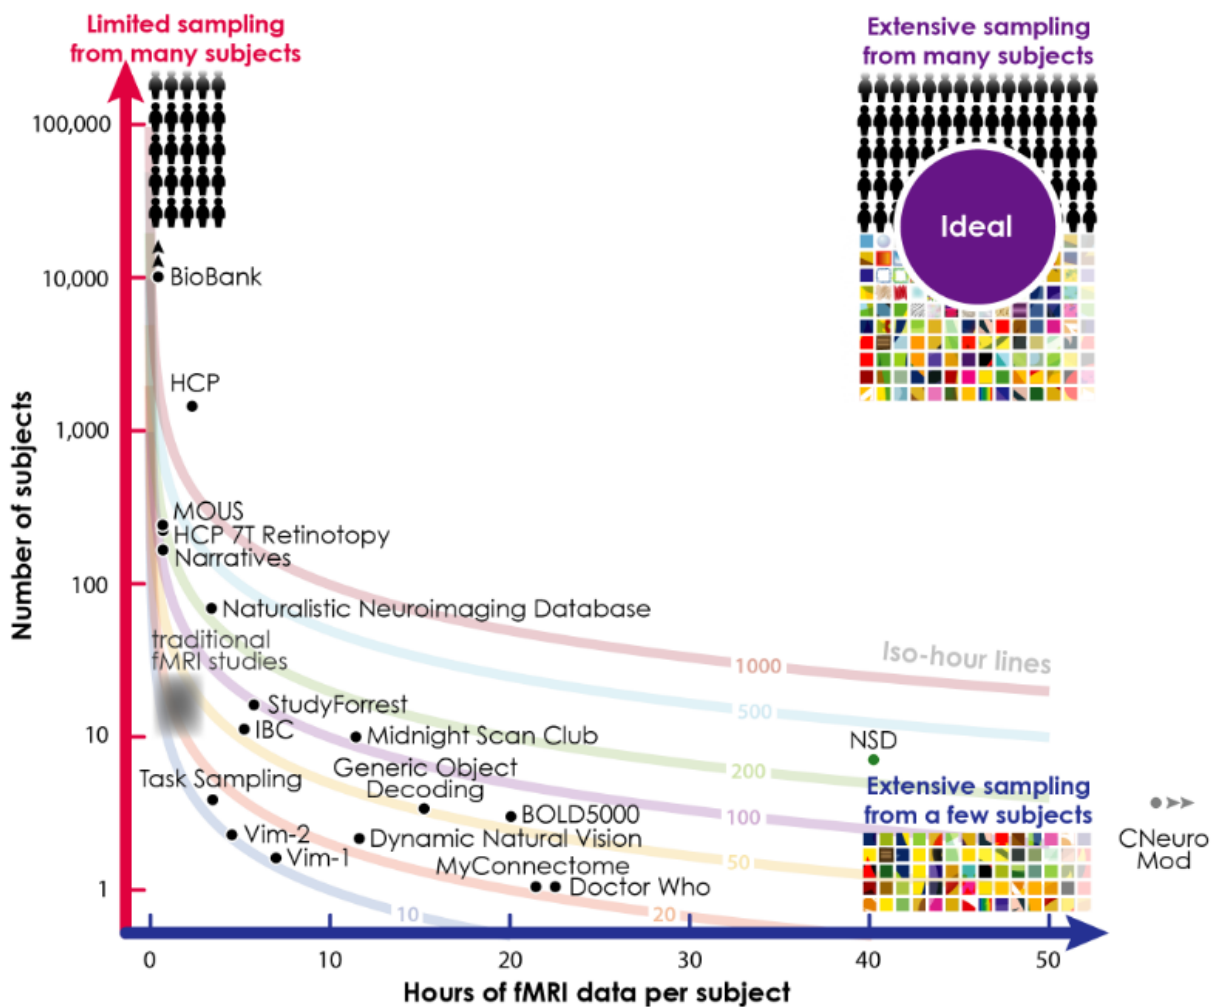 Limited sampling
from many subjects
Extensive sampling
from many subjects
100,000
Ideal
10,000
BioBank
HCP
1,000
MOUS
HCP 7T Retinotopy
Narratives
100
Naturalistic Neuroimaging Database
traditional
fMRI studies
Iso-hour lines
1000
500
StudyForrest
IBC
10
Midnight Scan Club
NSD
Generic Object
Decoding
200
Task Sampling
Extensive sampling
from a few subjects
BOLD5000
100
Vim-2
Dynamic Natural Vision
CNeuro
Mod
Vim-1
MyConnectome
50
1
Doctor Who
10
20
0
10
20
30
40
50
Number of subjects
Hours of fMRI data per subject